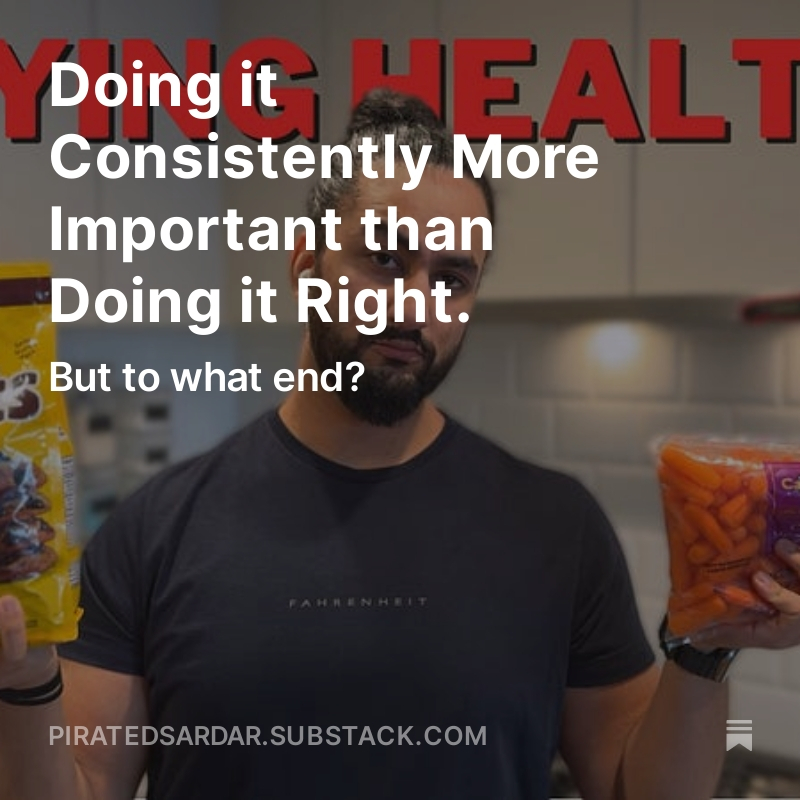 YING HEALT
Doing it
Consistently More
Important than
Doing it Right.
But to what end?
FAHRENHEIT
PIRATEDSARDAR.SUBSTACK.COM